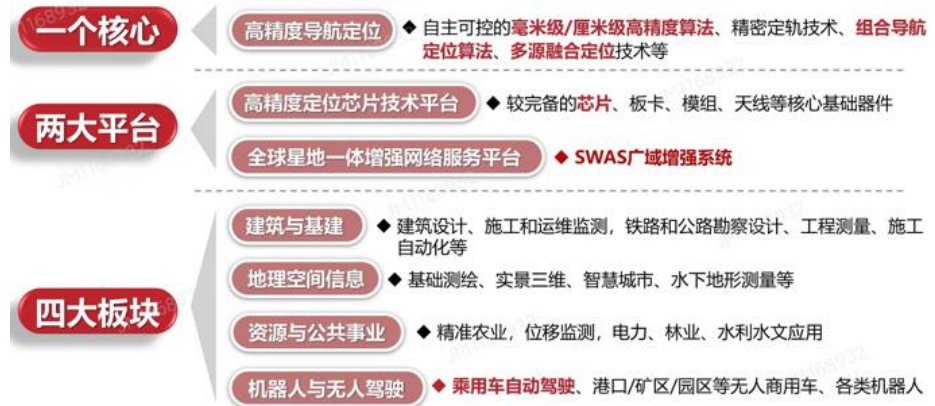 一个核心
高精度导航定位
◆ 自主可控的毫米级/厘米级高精度算法、精密定轨技术、组合导航
定位算法、多源融合定位技术等
两大平台
高精度定位芯片技术平台
◆ 较完备的芯片、板卡、模组、天线等核心基础器件
全球星地一体增强网络服务平台
◆ SWAS广域增强系统
四大板块
建筑与基建
◆ 建筑设计、施工和运维监测，铁路和公路勘察设计、工程测量、施工
自动化等
地理空间信息
◆ 基础测绘、实景三维、智慧城市、水下地形测量等
资源与公共事业
◆ 精准农业，位移监测，电力、林业、水利水文应用
机器人与无人驾驶
◆ 乘用车自动驾驶、港口/矿区/园区等无人商用车、各类机器人